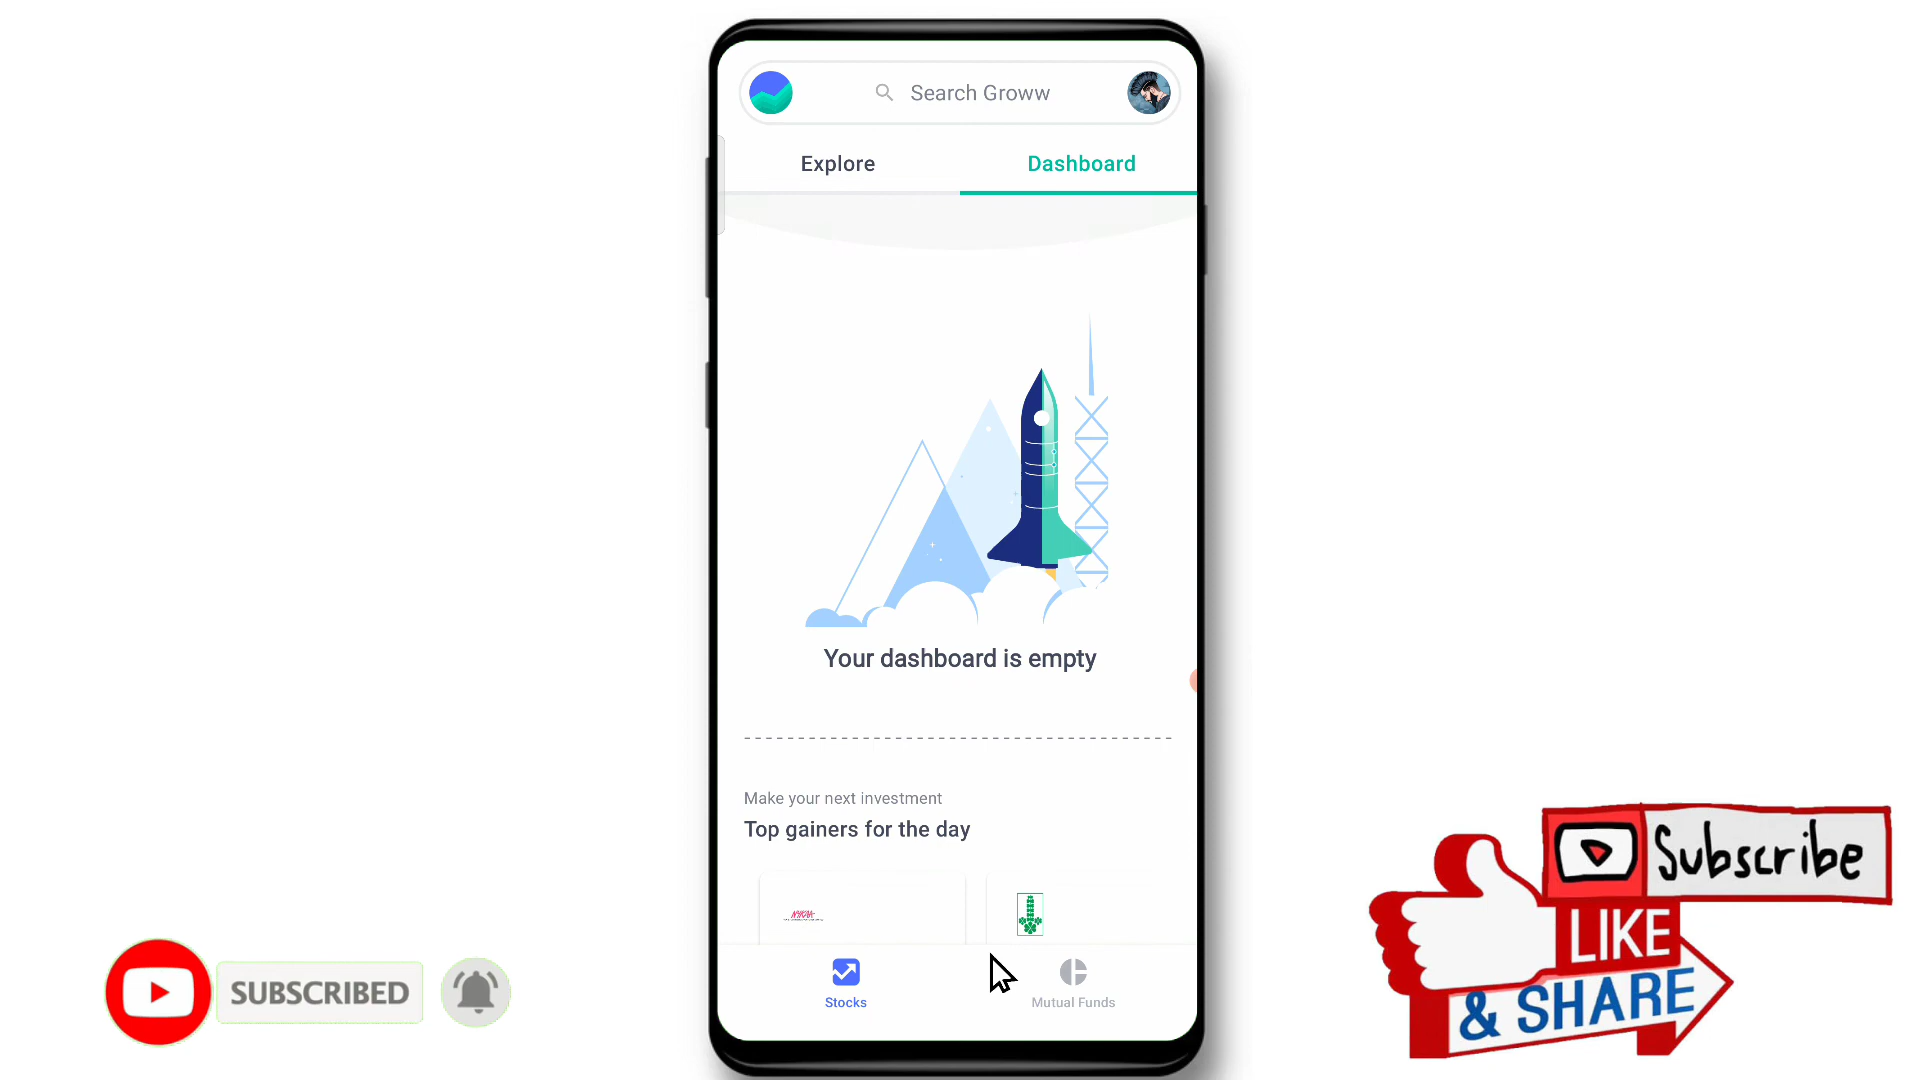 Search Groww
Explore
Dashboard
Your dashboard is empty
Make your next investment
Top gainers for the day
NYKAA
Stocks
Mutual Funds
SUBSCRIBED
Subscribe
LIKE
& SHARE